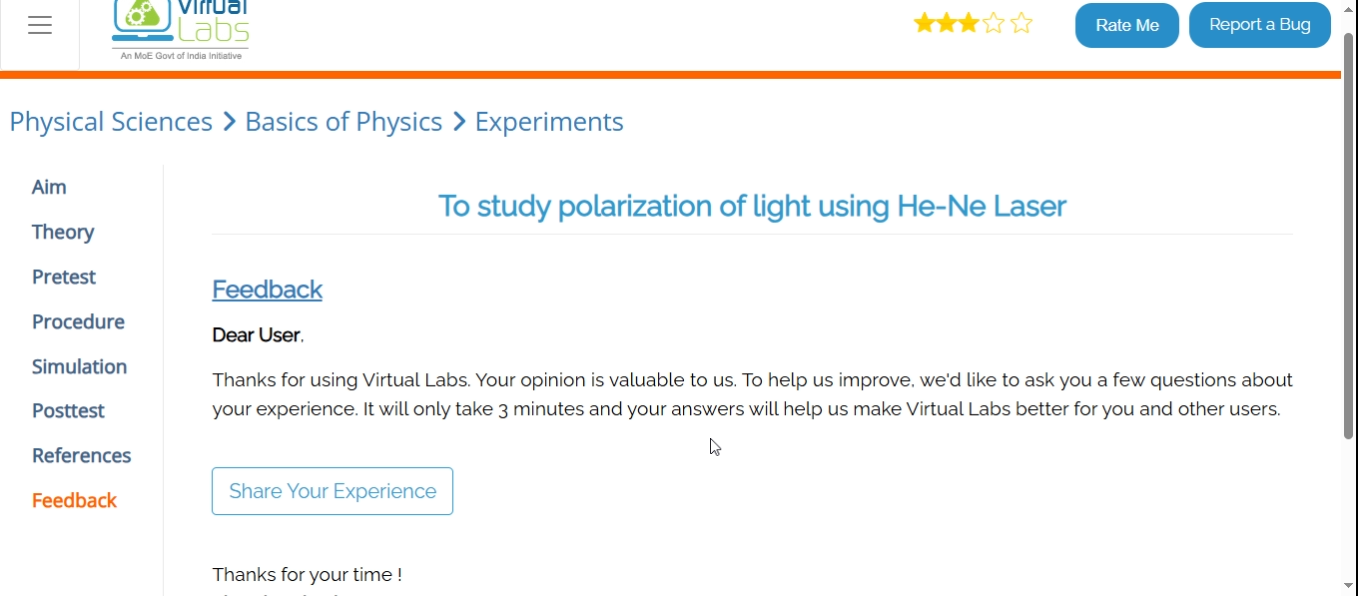 Virtual
Labs
An MoE Govt of India Initiative
Rate Me
Report a Bug
Physical Sciences > Basics of Physics > Experiments
Aim
Theory
Pretest
Procedure
Simulation
Posttest
References
Feedback
To study polarization of light using He-Ne Laser
Feedback
Dear User.
Thanks for using Virtual Labs. Your opinion is valuable to us. To help us improve, we'd like to ask you a few questions about
your experience. It will only take 3 minutes and your answers will help us make Virtual Labs better for you and other users.
Share Your Experience
Thanks for your time !